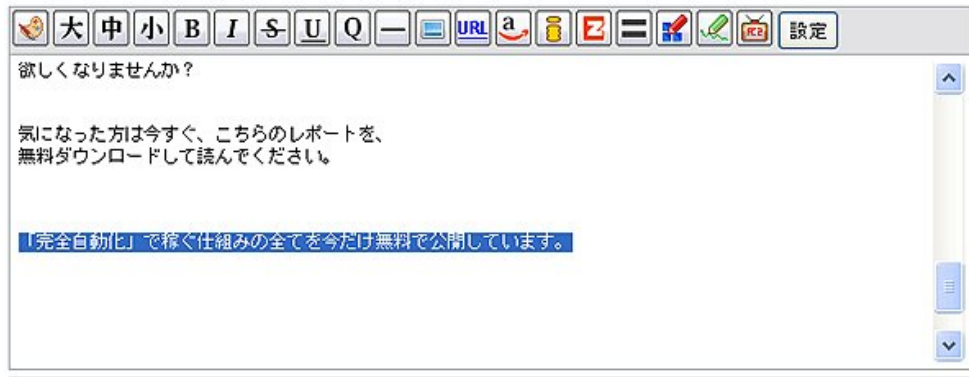 大 中 小 B I S U Q URL a 設定
欲しくなりませんか?
気になった方は今すぐ、こちらのレポートを、
無料ダウンロードして読んでください。
「完全自動化」で稼ぐ仕組みの全てを今だけ無料で公開しています。